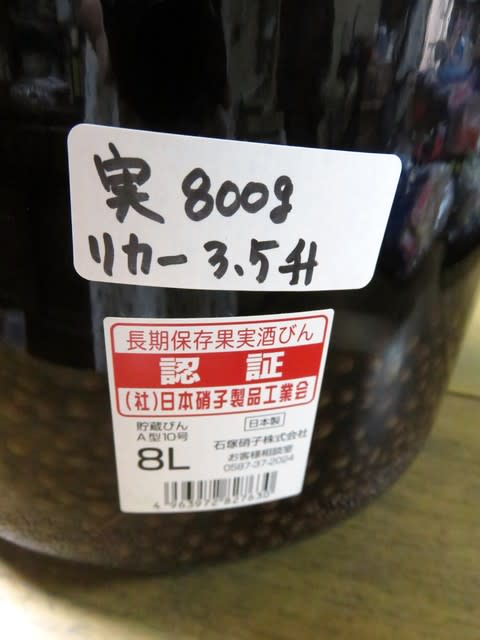 実 800g
リカー 3.5升
長期保存果実酒びん
認証
(社)日本硝子製品工業会
貯蔵びん
A型10号
8L
日本製
石塚硝子株式会社
お客様相談室
0587-37-2024
4 963972 827630